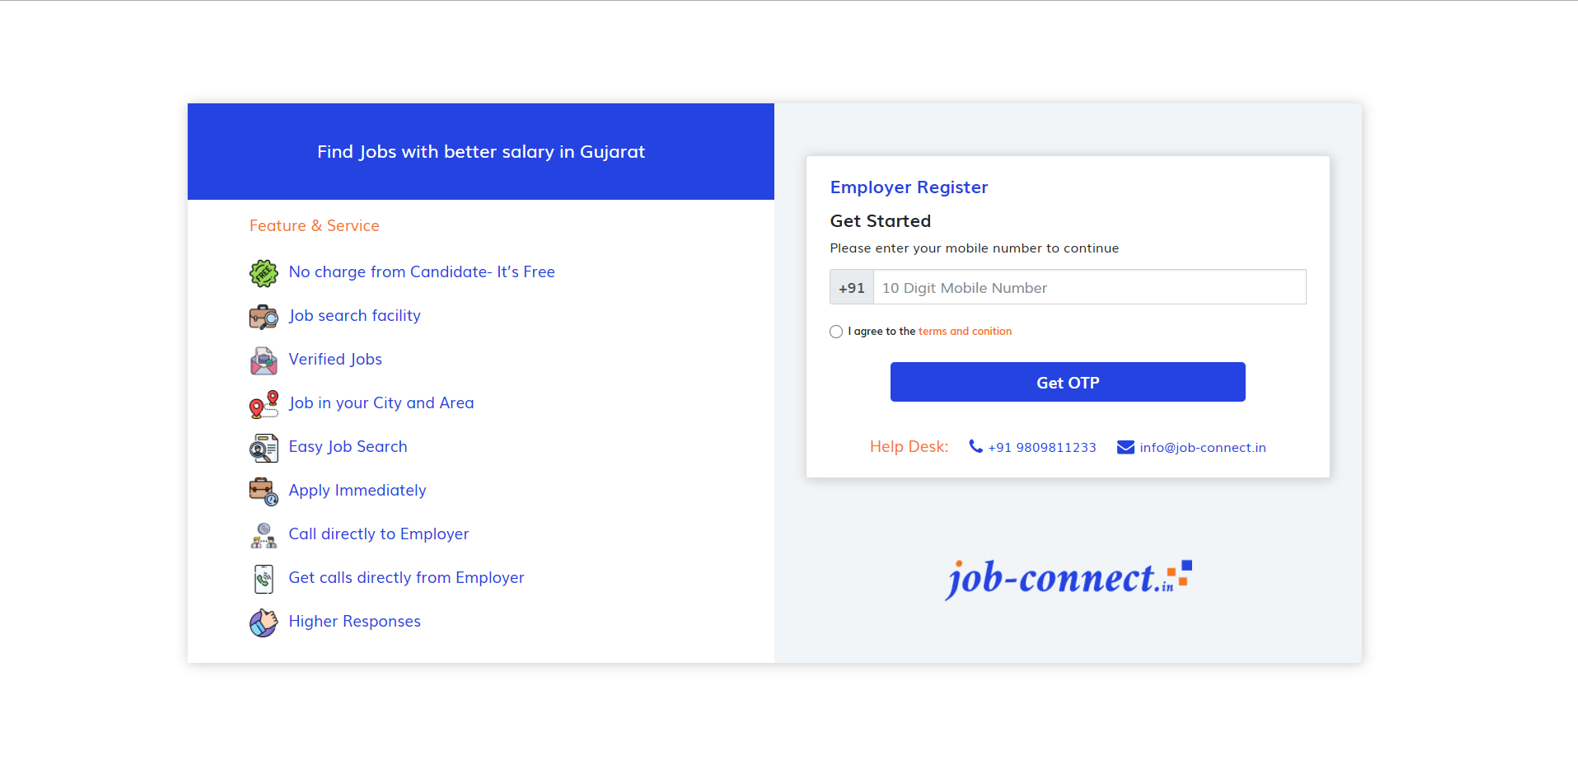 Find Jobs with better salary in Gujarat
Feature & Service
FREE
No charge from Candidate- It's Free
Job search facility
Verified Jobs
Job in your City and Area
Easy Job Search
Apply Immediately
Call directly to Employer
Get calls directly from Employer
Higher Responses
Employer Register
Get Started
Please enter your mobile number to continue
+91 10 Digit Mobile Number
I agree to the terms and conition
Get OTP
Help Desk: +91 9809811233 info@job-connect.in
job-connect.in